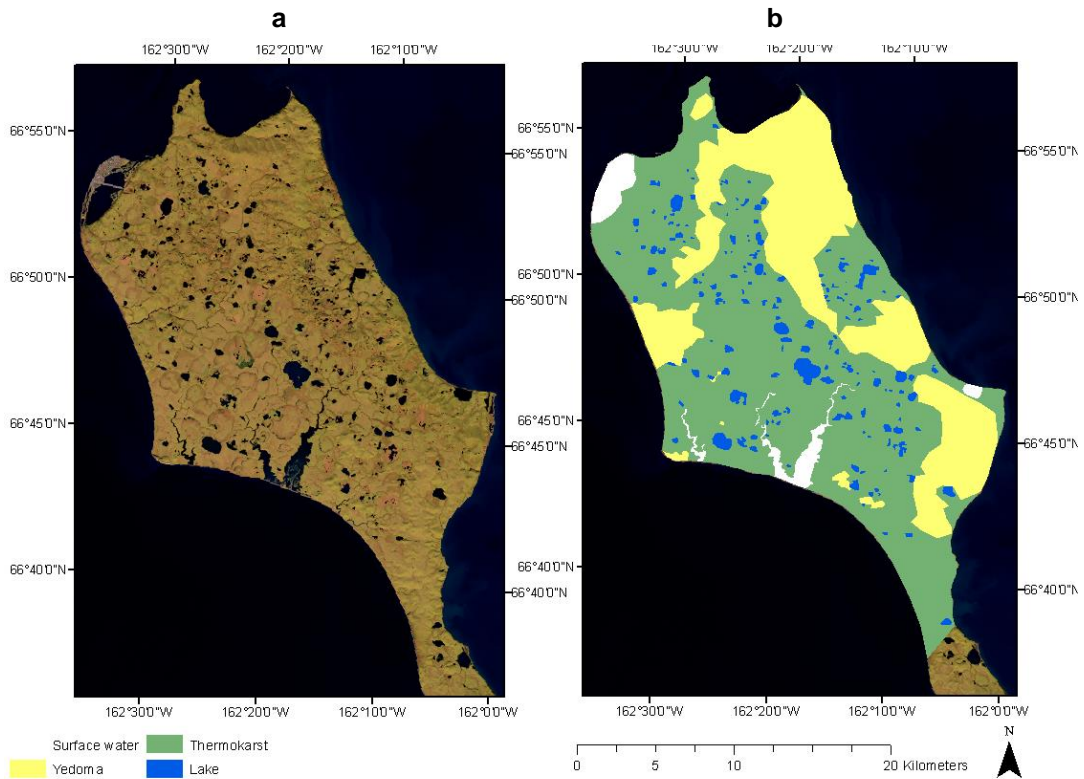 a
b
162°30'0"W 162°20'0"W 162°10'0"W
162°30'0"W 162°20'0"W 162°10'0"W
66°55'0"N
66°55'0"N
66°55'0"N
66°55'0"N
66°50'0"N
66°50'0"N
66°50'0"N
66°50'0"N
66°45'0"N
66°45'0"N
66°45'0"N
66°45'0"N
66°40'0"N
66°40'0"N
66°40'0"N
66°40'0"N
162°30'0"W 162°20'0"W 162°10'0"W 162°0'0"W
162°30'0"W 162°20'0"W 162°10'0"W 162°0'0"W
Surface water Thermokarst
Yedoma Lake
0 5 10 20 Kilometers
N